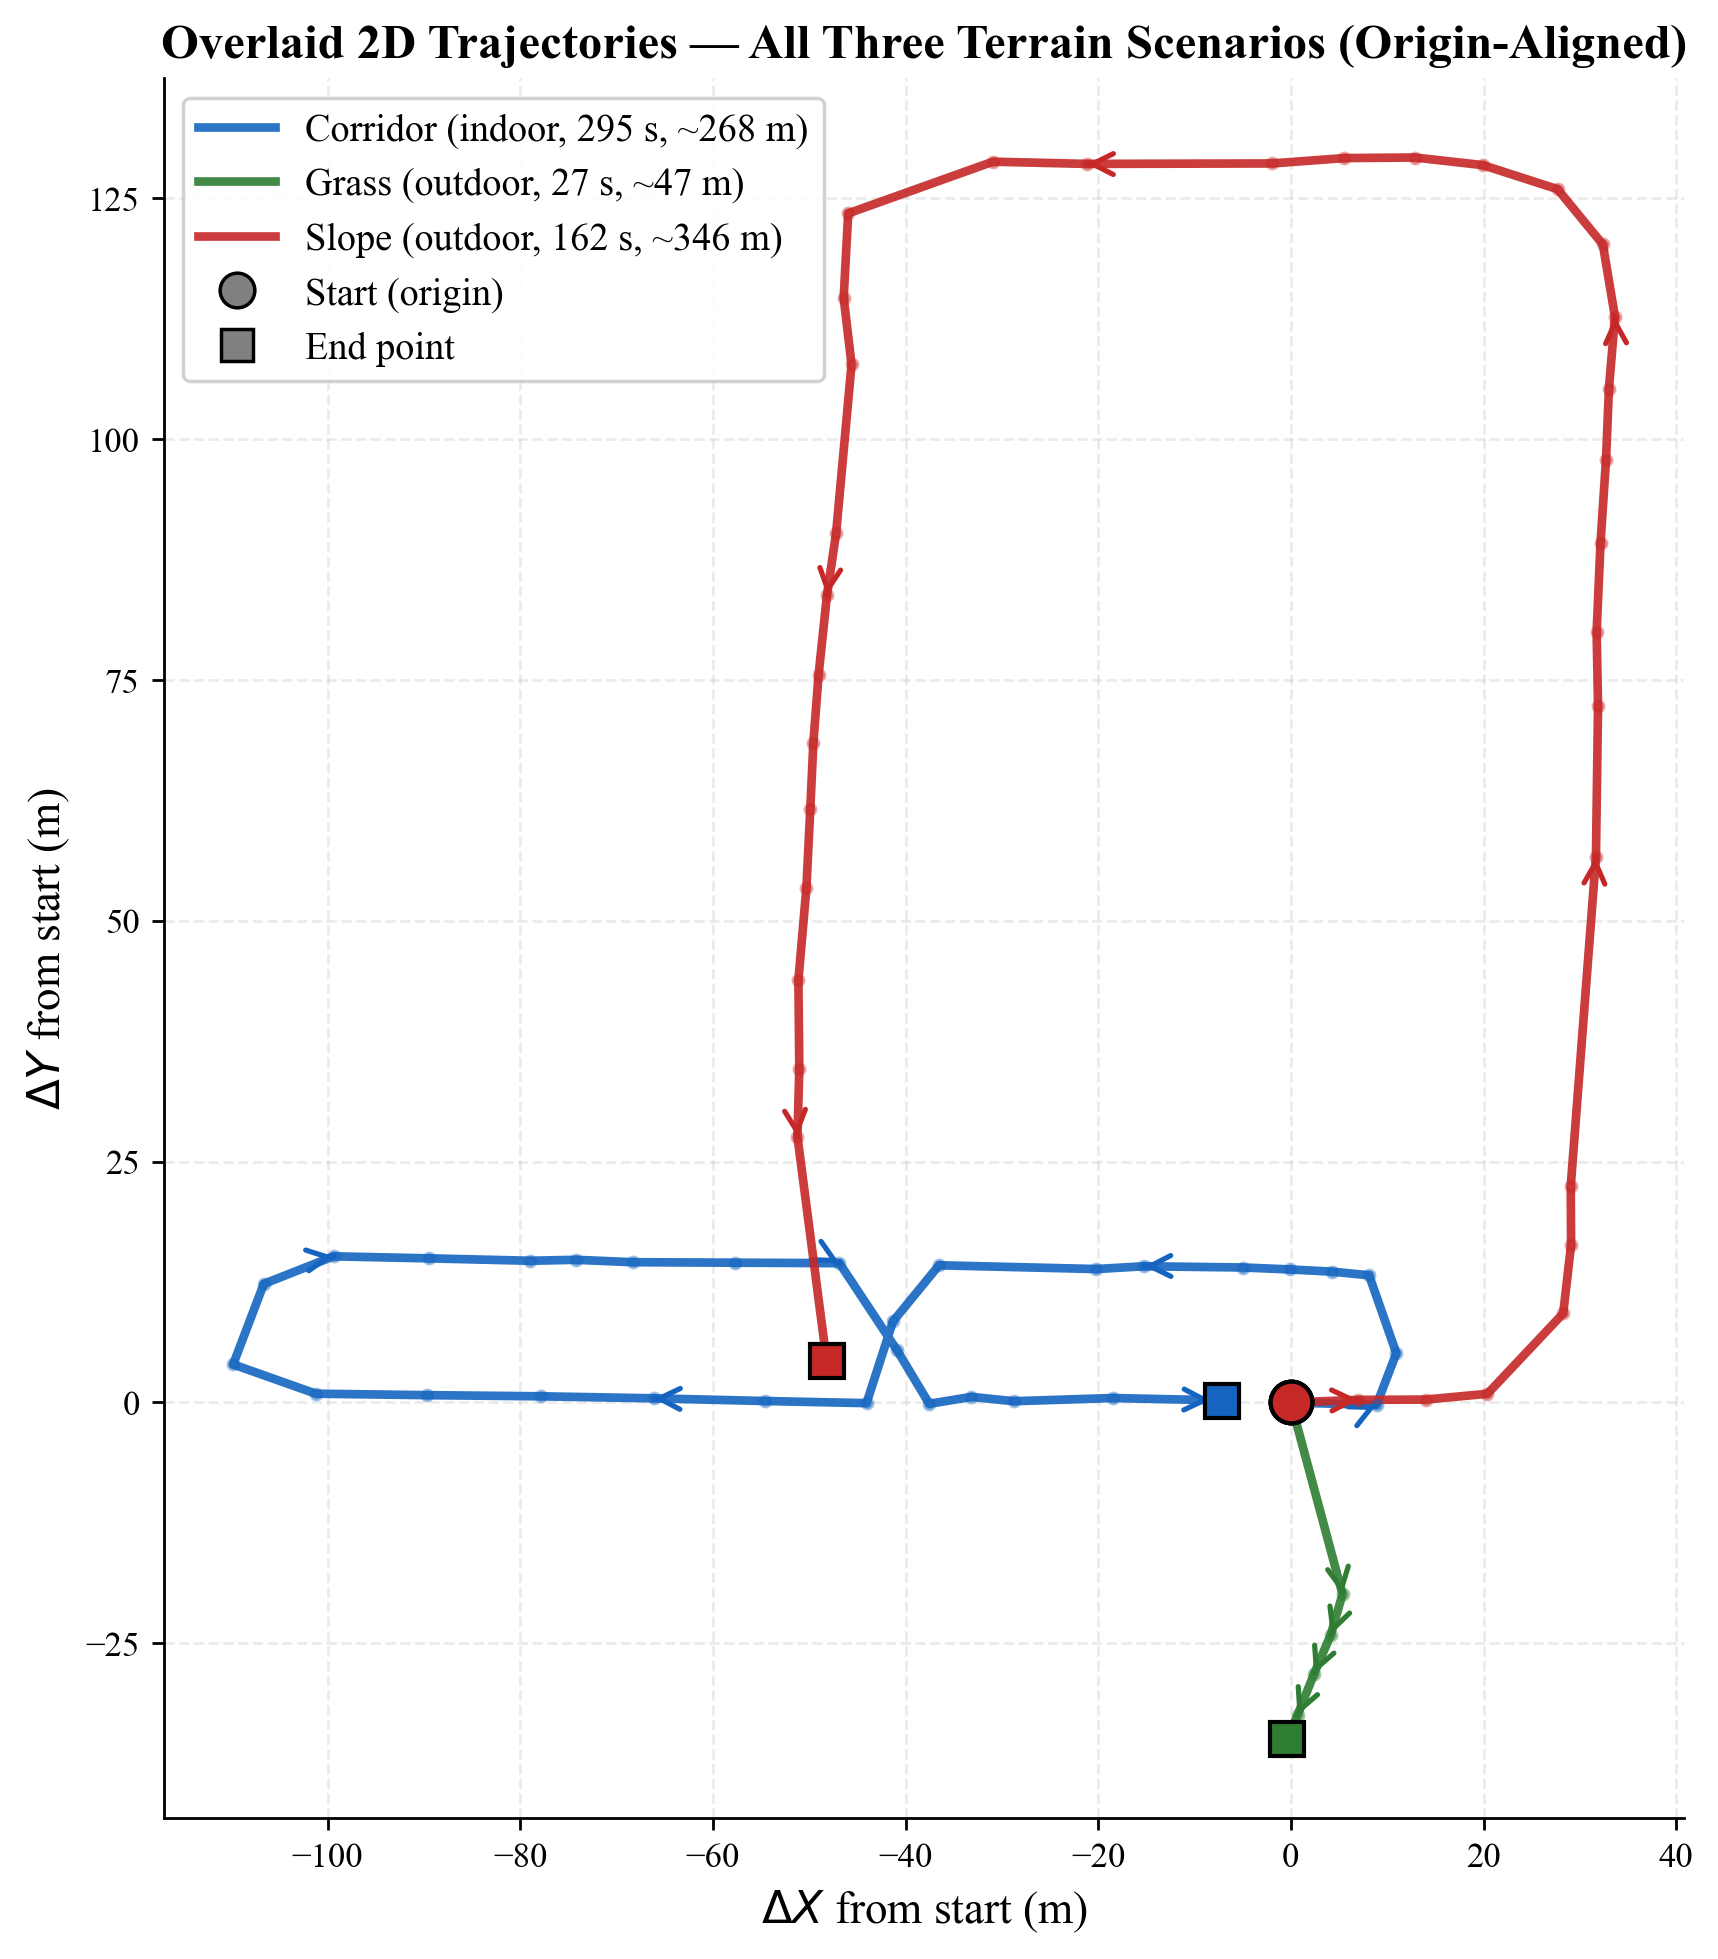 Overlaid 2D Trajectories — All Three Terrain Scenarios (Origin-Aligned)
Corridor (indoor, 295 s, ~268 m)
Grass (outdoor, 27 s, ~47 m)
Slope (outdoor, 162 s, ~346 m)
Start (origin)
End point
125
100
75
50
25
0
−25
ΔY from start (m)
−100
−80
−60
−40
−20
0
20
40
ΔX from start (m)